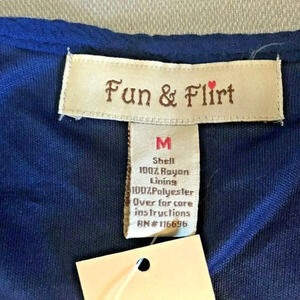 Fun & Flirt
M
Shell
100% Rayon
Lining
100% Polyester
Over for care
instructions
RN# 116696